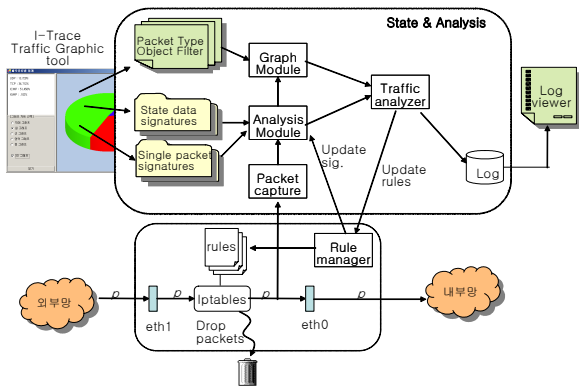 State & Analysis
I-Trace
Traffic Graphic
tool
Packet Type
Object Filter
Graph
Module
Traffic
analyzer
Log
viewer
State data
signatures
Analysis
Module
Single packet
signatures
Update
sig.
Update
rules
Packet
capture
Log
rules
Rule
manager
외부망
p
p
Iptables
p
p
내부망
eth1
Drop
packets
eth0